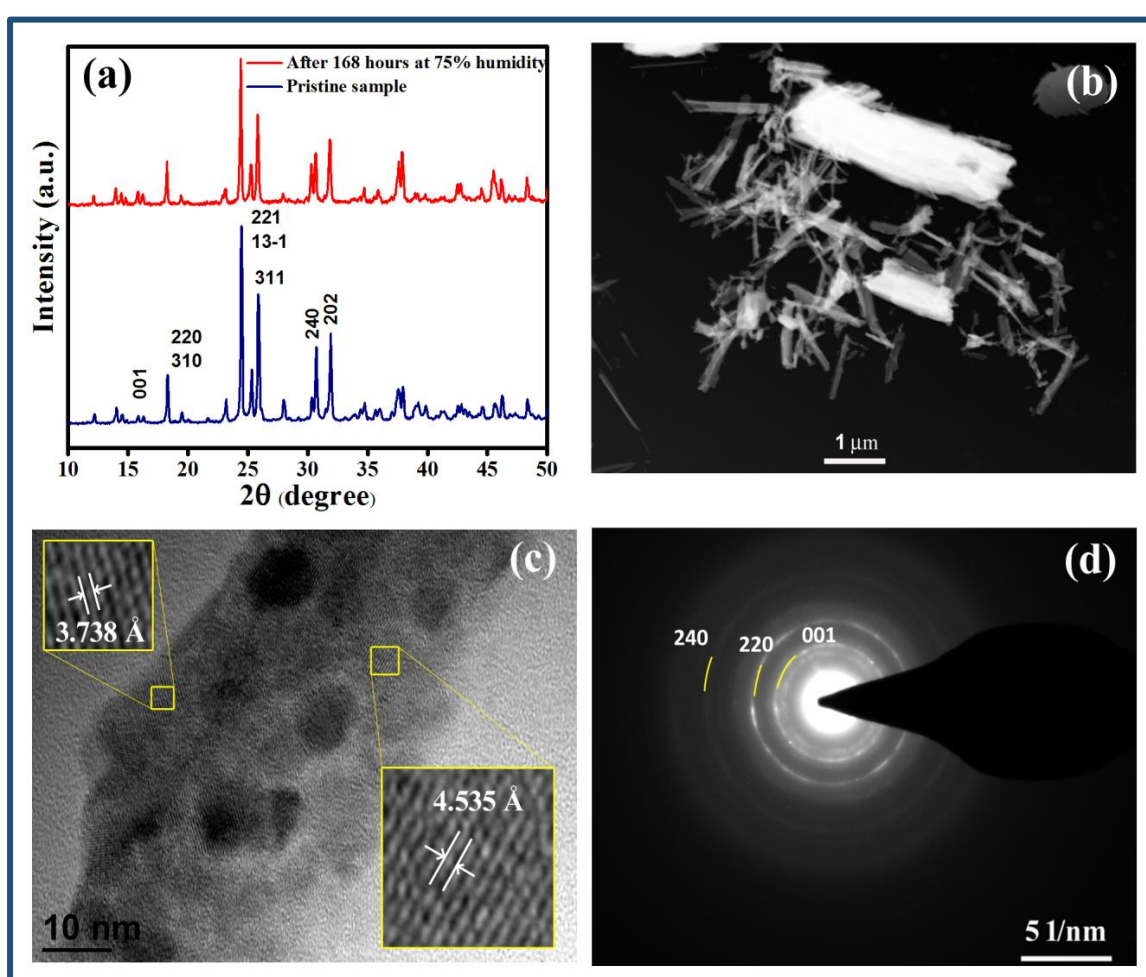 (a)
After 168 hours at 75% humidity
Pristine sample
Intensity (a.u.)
221
13-1
311
220
310
001
240
202
10 15 20 25 30 35 40 45 50
2θ (degree)
(b)
1 μm
(c)
3.738 Å
4.535 Å
10 nm
(d)
240
220
001
5 1/nm